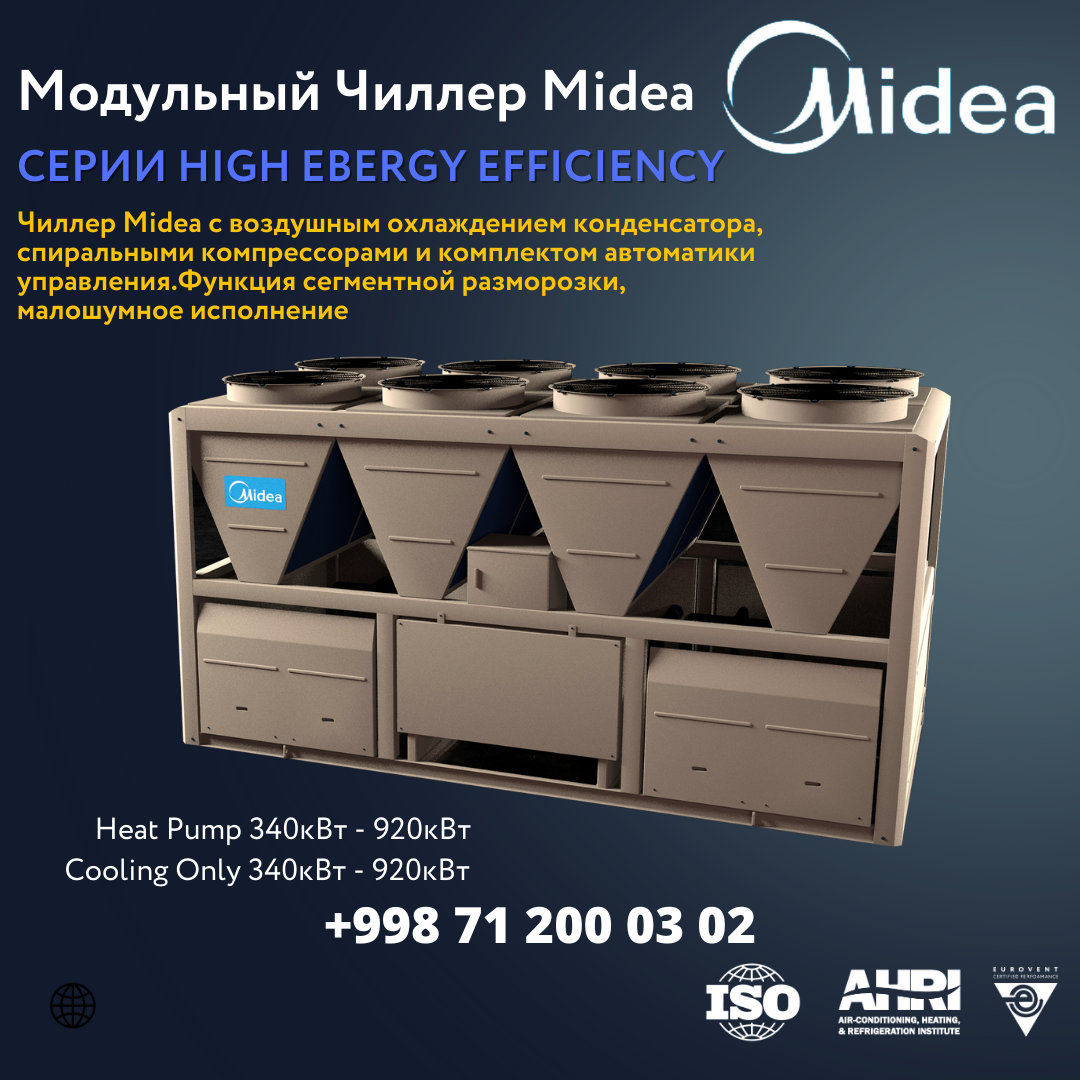 Модульный Чиллер Midea
Midea
СЕРИИ HIGH EBERGY EFFICIENCY
Чиллер Midea с воздушным охлаждением конденсатора,
спиральными компрессорами и комплектом автоматики
управления.Функция сегментной разморозки,
малошумное исполнение
Midea
Heat Pump 340кВт - 920кВт
Cooling Only 340кВт - 920кВт
+998 71 200 03 02
ISO
AHRI
AIR-CONDITIONING, HEATING,
& REFRIGERATION INSTITUTE
EUROVENT
CERTIFIED PERFORMANCE